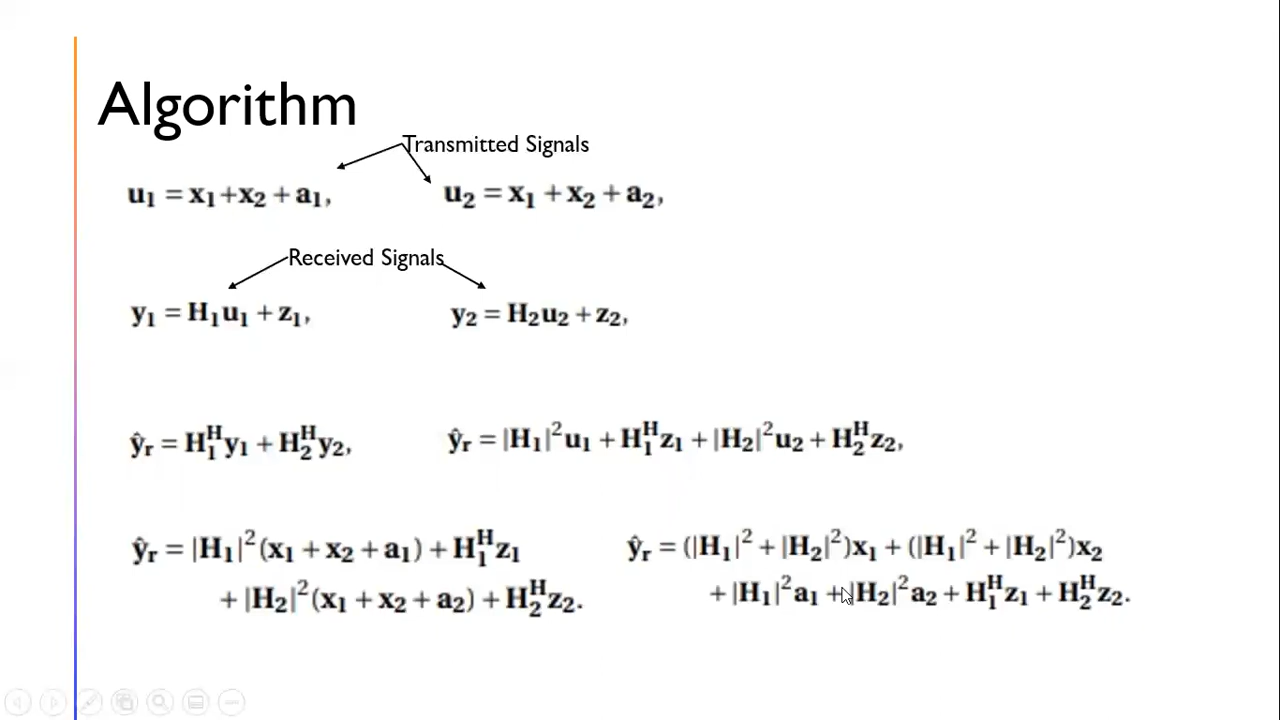 Algorithm
Transmitted Signals
u₁ = x₁+x₂ + a₁, u₂ = x₁ + x₂ + a₂,
Received Signals
y₁ = H₁u₁ + z₁, y₂ = H₂u₂ + z₂,
ŷᵣ = H₁ᴴy₁ + H₂ᴴy₂, ŷᵣ = |H₁|²u₁ + H₁ᴴz₁ + |H₂|²u₂ + H₂ᴴz₂,
ŷᵣ = |H₁|²(x₁ + x₂ + a₁) + H₁ᴴz₁
+ |H₂|²(x₁ + x₂ + a₂) + H₂ᴴz₂.
ŷᵣ = (|H₁|² + |H₂|²)x₁ + (|H₁|² + |H₂|²)x₂
+ |H₁|²a₁ + |H₂|²a₂ + H₁ᴴz₁ + H₂ᴴz₂.